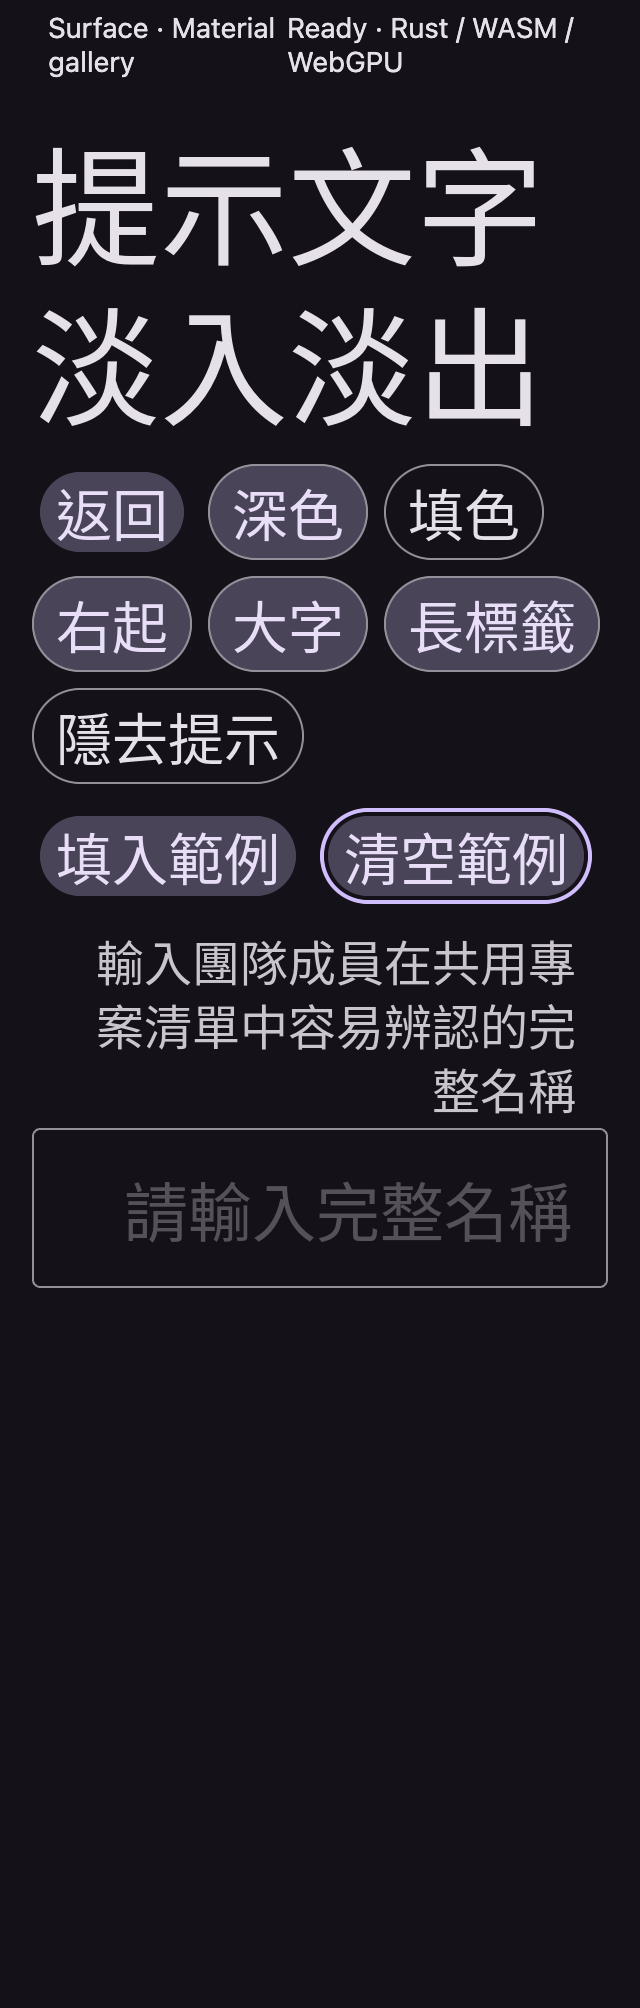 Surface · Material gallery
Ready · Rust / WASM / WebGPU
提示文字
淡入淡出
返回 深色 填色
右起 大字 長標籤
隱去提示
填入範例 清空範例
輸入團隊成員在共用專
案清單中容易辨認的完
整名稱
請輸入完整名稱